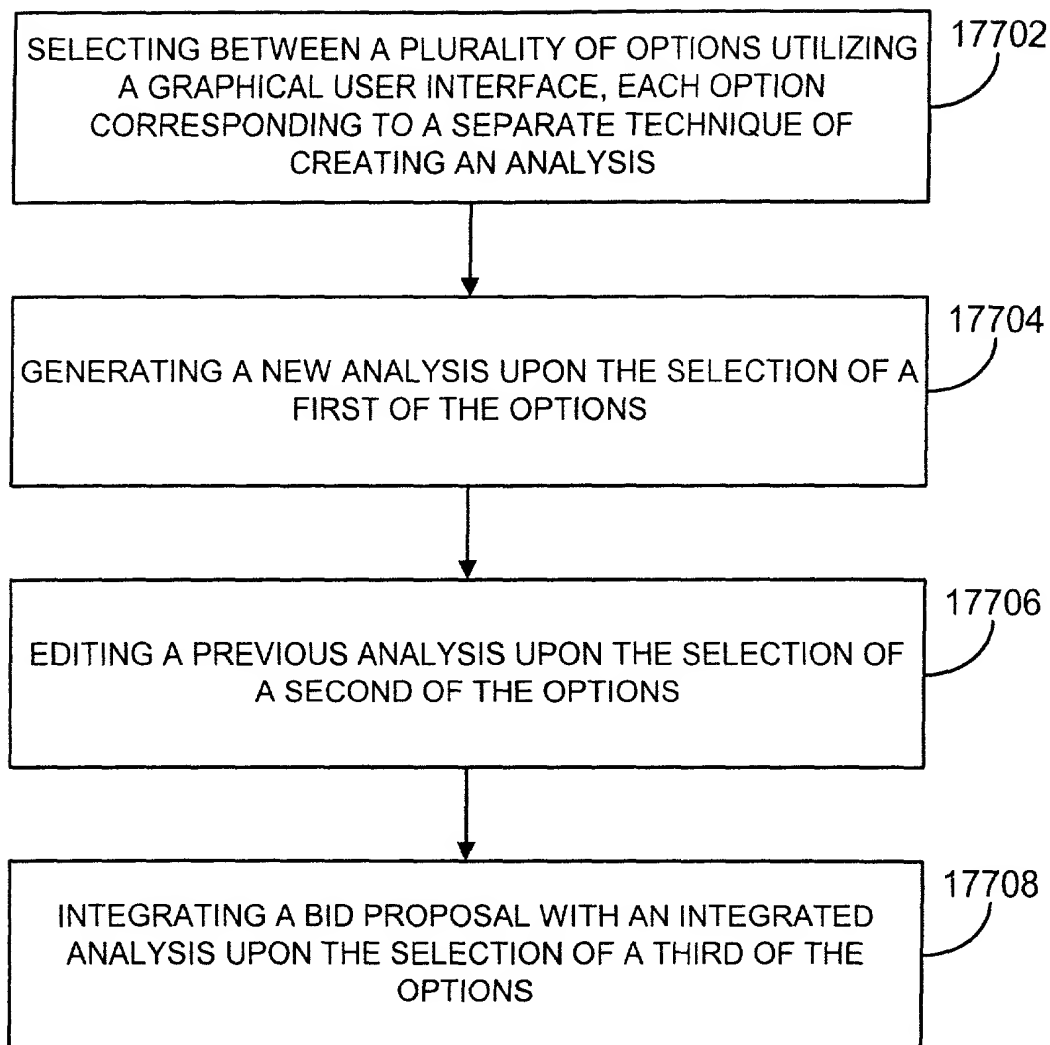 SELECTING BETWEEN A PLURALITY OF OPTIONS UTILIZING
A GRAPHICAL USER INTERFACE, EACH OPTION
CORRESPONDING TO A SEPARATE TECHNIQUE OF
CREATING AN ANALYSIS
17702
GENERATING A NEW ANALYSIS UPON THE SELECTION OF A
FIRST OF THE OPTIONS
17704
EDITING A PREVIOUS ANALYSIS UPON THE SELECTION OF
A SECOND OF THE OPTIONS
17706
INTEGRATING A BID PROPOSAL WITH AN INTEGRATED
ANALYSIS UPON THE SELECTION OF A THIRD OF THE
OPTIONS
17708